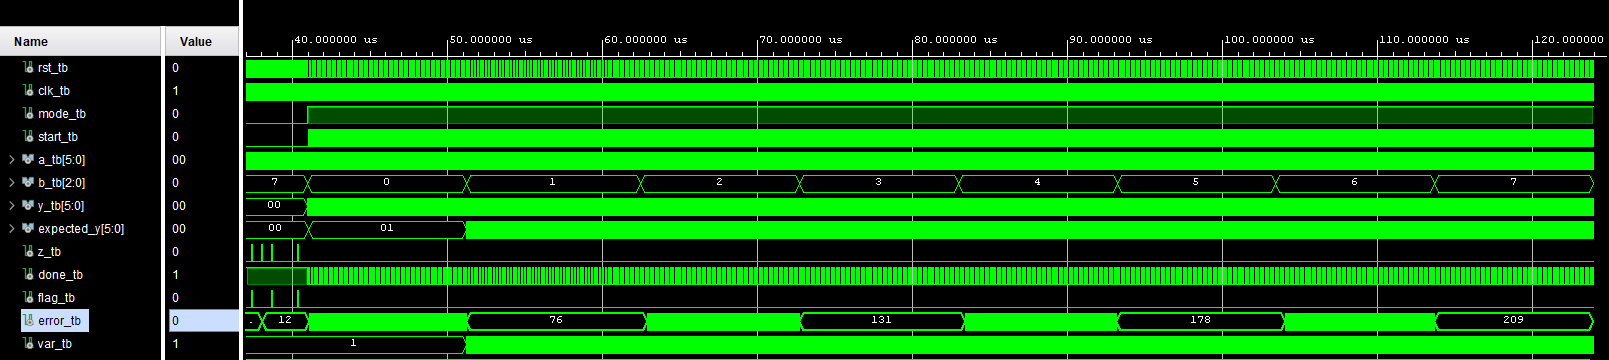 Name Value 40.000000 us 50.000000 us 60.000000 us 70.000000 us 80.000000 us 90.000000 us 100.000000 us 110.000000 us 120.000000
rst_tb 0
clk_tb 1
mode_tb 0
start_tb 0
a_tb[5:0] 00
b_tb[2:0] 0 7 0 1 2 3 4 5 6 7
y_tb[5:0] 00 00
expected_y[5:0] 00 00 01
z_tb 0
done_tb 1
flag_tb 0
error_tb 0 . 12 76 131 178 209
var_tb 1 1